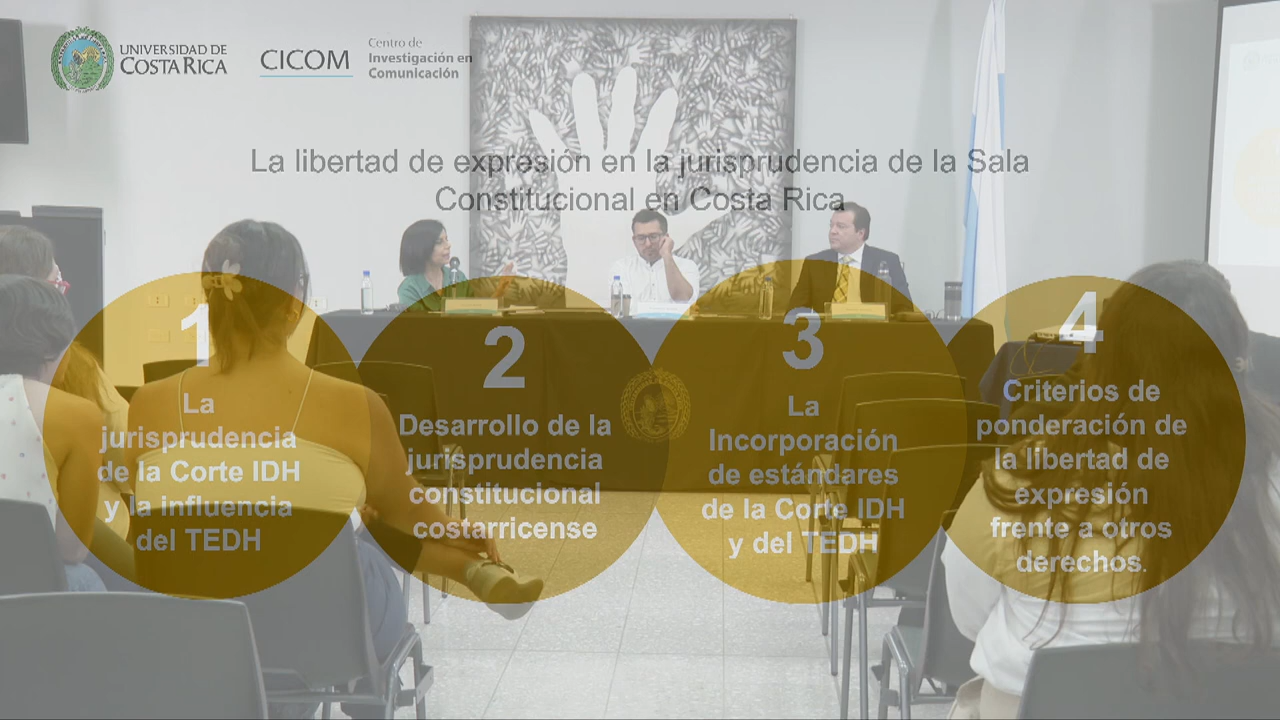 UNIVERSIDAD DE
COSTA RICA
CICOM
Centro de
Investigación en
Comunicación
La libertad de expresión en la jurisprudencia de la Sala
Constitucional en Costa Rica
1
La
jurisprudencia
de la Corte IDH
y la influencia
del TEDH
2
Desarrollo de la
jurisprudencia
constitucional
costarricense
3
La
Incorporación
de estándares
de la Corte IDH
y del TEDH
4
Criterios de
ponderación de
la libertad de
expresión
frente a otros
derechos.